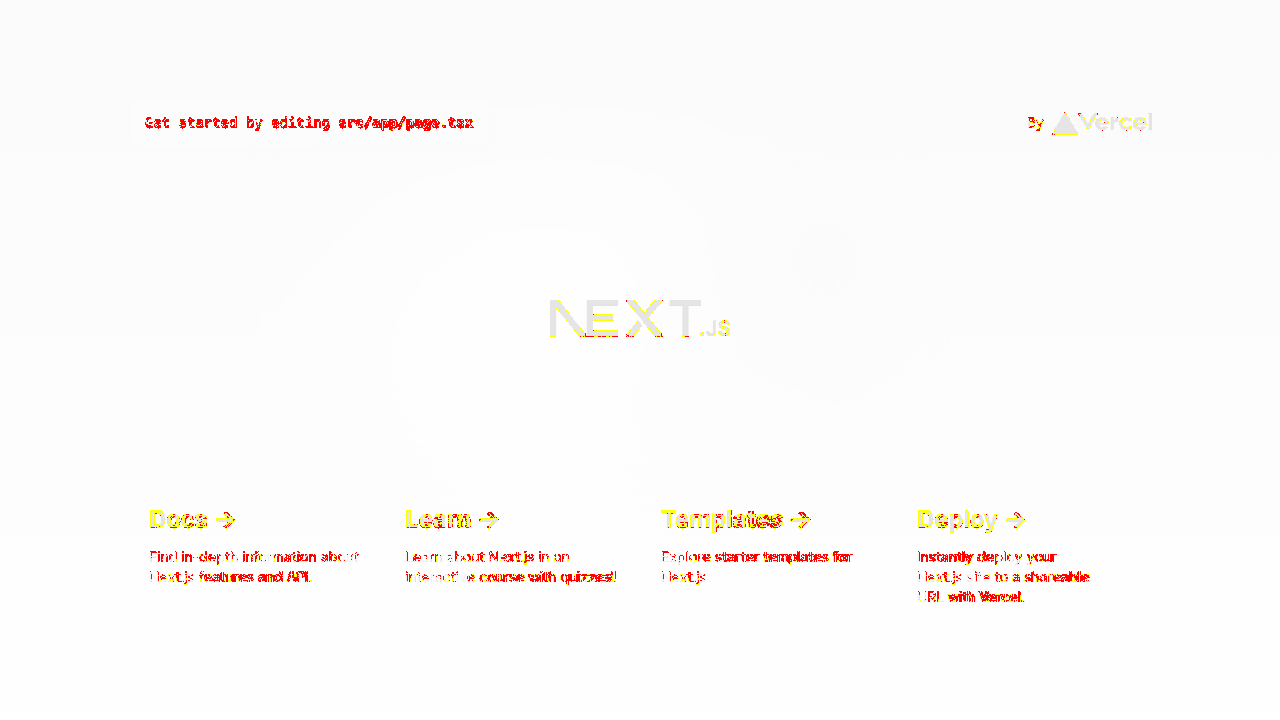 Get started by editing src/app/page.tsx
By Vercel
NEXT.JS
Docs →
Find in-depth information about
Next.js features and API.
Learn →
Learn about Next.js in an
interactive course with quizzes!
Templates →
Explore starter templates for
Next.js.
Deploy →
Instantly deploy your
Next.js site to a shareable
URL with Vercel.